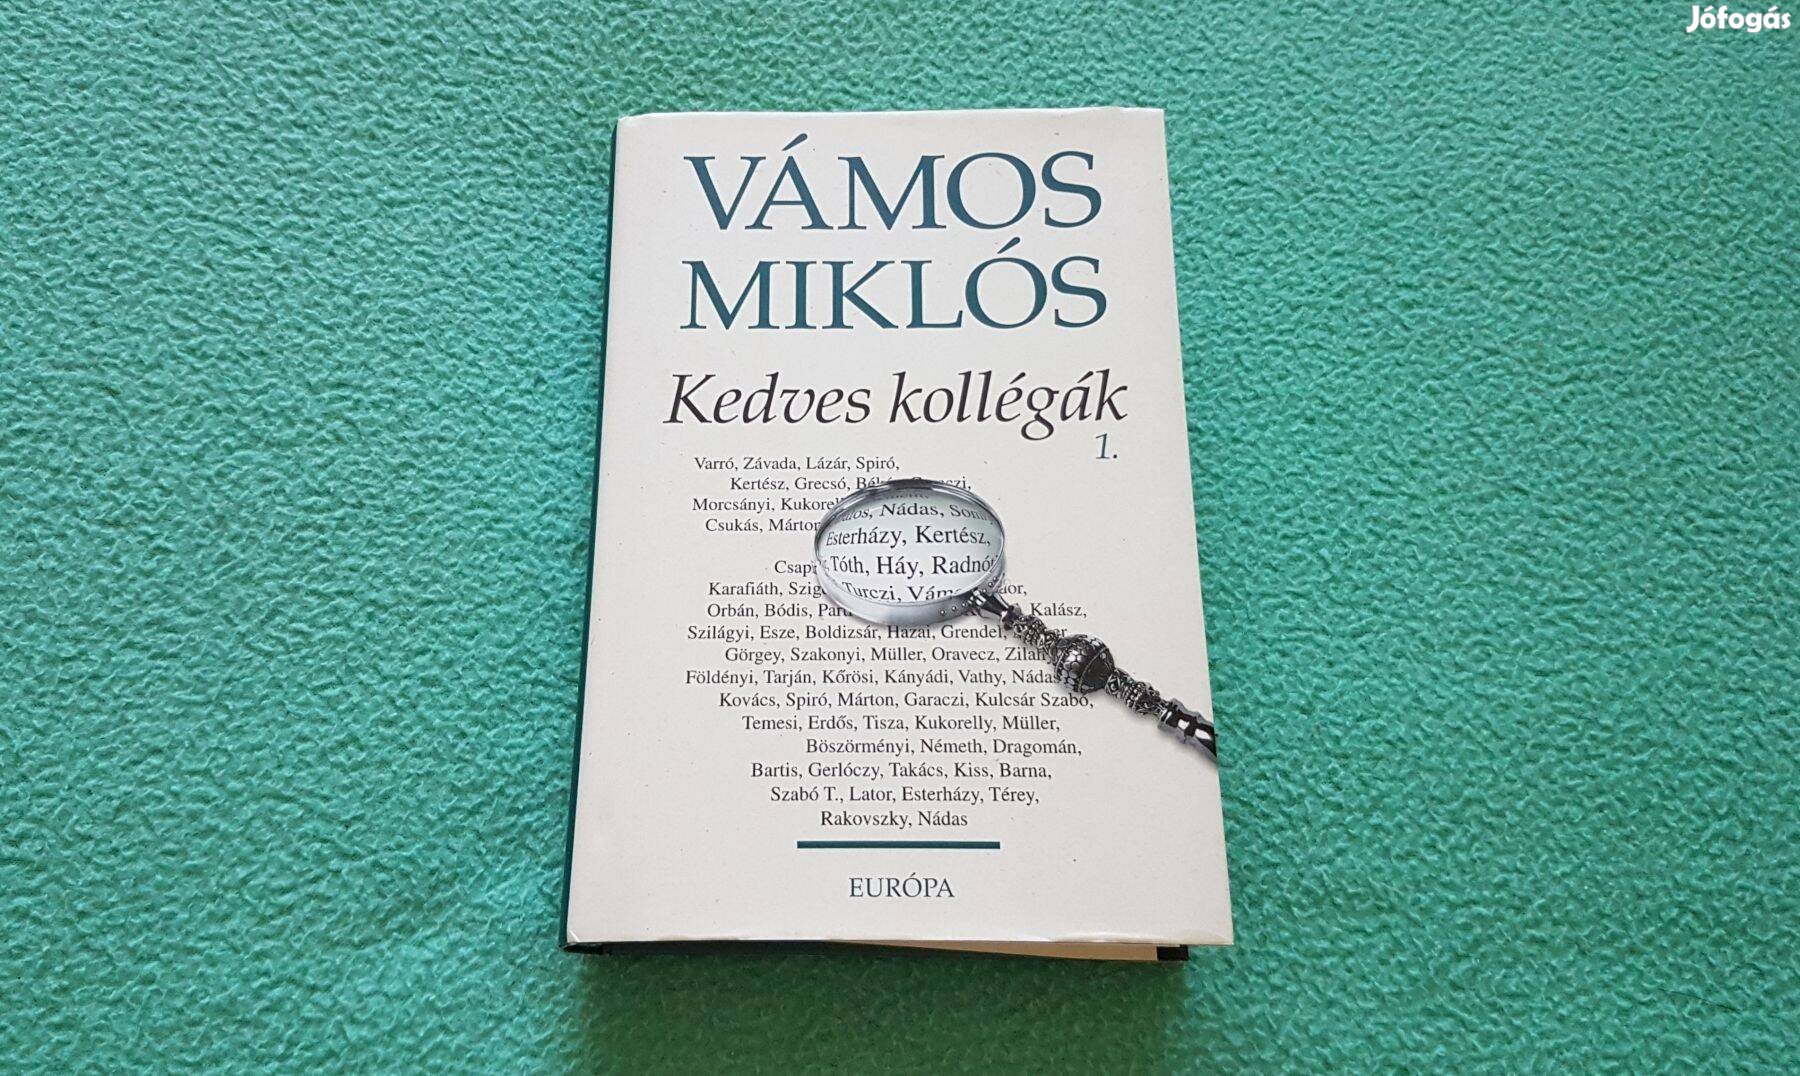 Jófogás
VÁMOS
MIKLÓS
Kedves kollégák
1.
Varró, Závada, Lázár, Spiró,
Kertész, Grecsó,
Morcsányi,
Csukás, Márton
Nádas,
Esterházy, Kertész,
Tóth, Háy,
Turczi,
Karafiáth,
Orbán, Bódis, Kalász,
Szilágyi, Esze, Boldizsár, Hazai, Grendel,
Görgey, Szakonyi, Müller, Oravecz,
Földényi, Tarján, Kőrösi, Kányádi, Vathy, Nádas
Kovács, Spiró, Márton, Garaczi, Kulcsár Szabó,
Temesi, Erdős, Tisza, Kukorelly, Müller,
Böszörményi, Németh, Dragomán,
Bartis, Gerlóczy, Takács, Kiss, Barna,
Szabó T., Lator, Esterházy, Térey,
Rakovszky, Nádas
EURÓPA